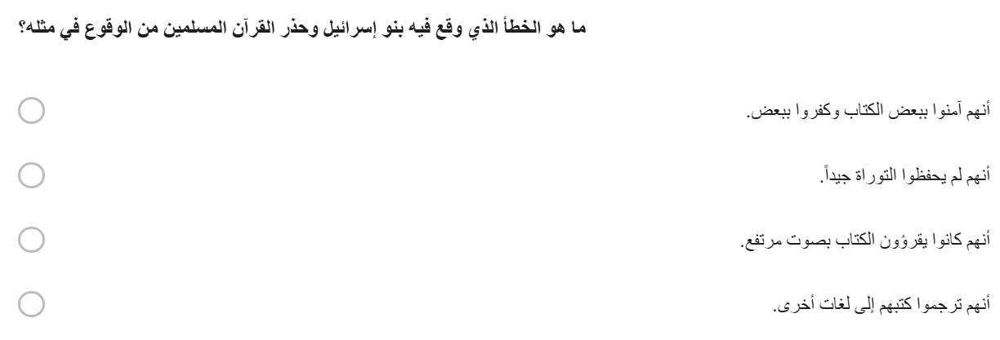 ما هو الخطأ الذي وقع فيه بنو إسرائيل وحذر القرآن المسلمين من الوقوع في مثله؟
أنهم آمنوا ببعض الكتاب وكفروا ببعض.
أنهم لم يحفظوا التوراة جيداً.
أنهم كانوا يقرؤون الكتاب بصوت مرتفع.
أنهم ترجموا كتبهم إلى لغات أخرى.